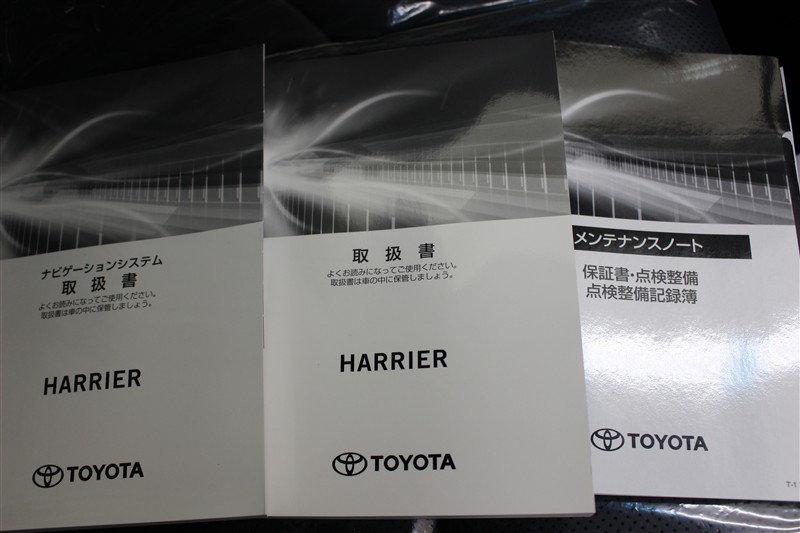 ナビゲーションシステム
取扱書
よくお読みになってご使用ください。
取扱書は車の中に保管しましょう。
HARRIER
TOYOTA
取扱書
よくお読みになってご使用ください。
取扱書は車の中に保管しましょう。
HARRIER
TOYOTA
メンテナンスノート
保証書・点検整備
点検整備記録簿
TOYOTA
T-1